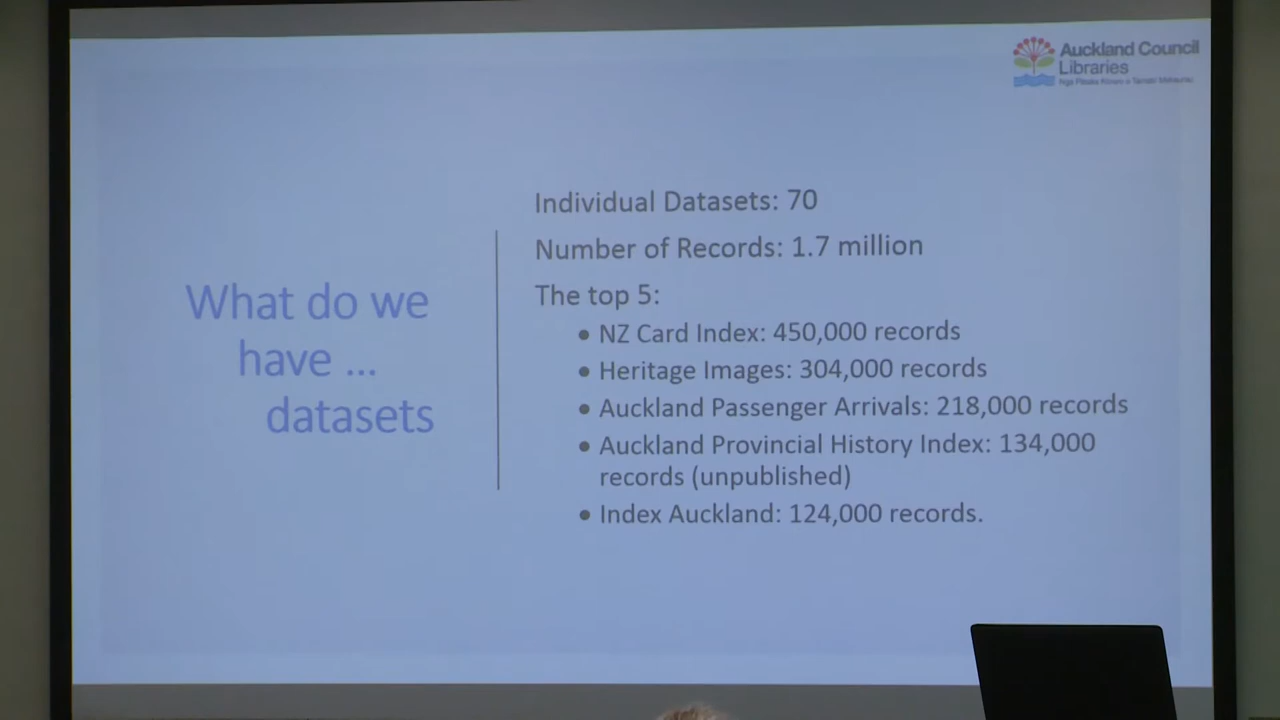 Auckland Council
Libraries
What do we
have ...
datasets
Individual Datasets: 70
Number of Records: 1.7 million
The top 5:
• NZ Card Index: 450,000 records
• Heritage Images: 304,000 records
• Auckland Passenger Arrivals: 218,000 records
• Auckland Provincial History Index: 134,000
records (unpublished)
• Index Auckland: 124,000 records.